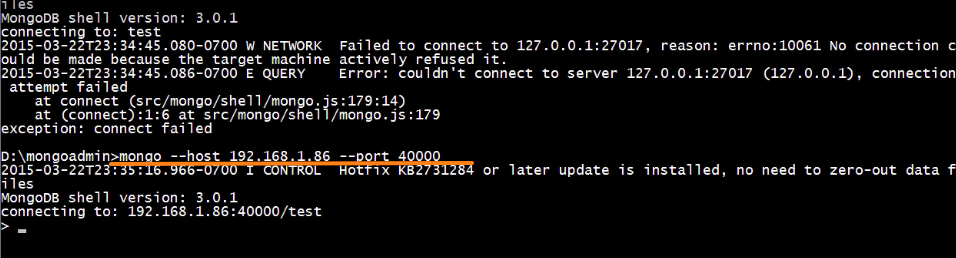 iles
MongoDB shell version: 3.0.1
connecting to: test
2015-03-22T23:34:45.080-0700 W NETWORK  Failed to connect to 127.0.0.1:27017, reason: errno:10061 No connection c
ould be made because the target machine actively refused it.
2015-03-22T23:34:45.086-0700 E QUERY    Error: couldn't connect to server 127.0.0.1:27017 (127.0.0.1), connection
 attempt failed
    at connect (src/mongo/shell/mongo.js:179:14)
    at (connect):1:6 at src/mongo/shell/mongo.js:179
exception: connect failed
D:\mongoadmin>mongo --host 192.168.1.86 --port 40000
2015-03-22T23:35:16.966-0700 I CONTROL  Hotfix KB2731284 or later update is installed, no need to zero-out data f
iles
MongoDB shell version: 3.0.1
connecting to: 192.168.1.86:40000/test
> _